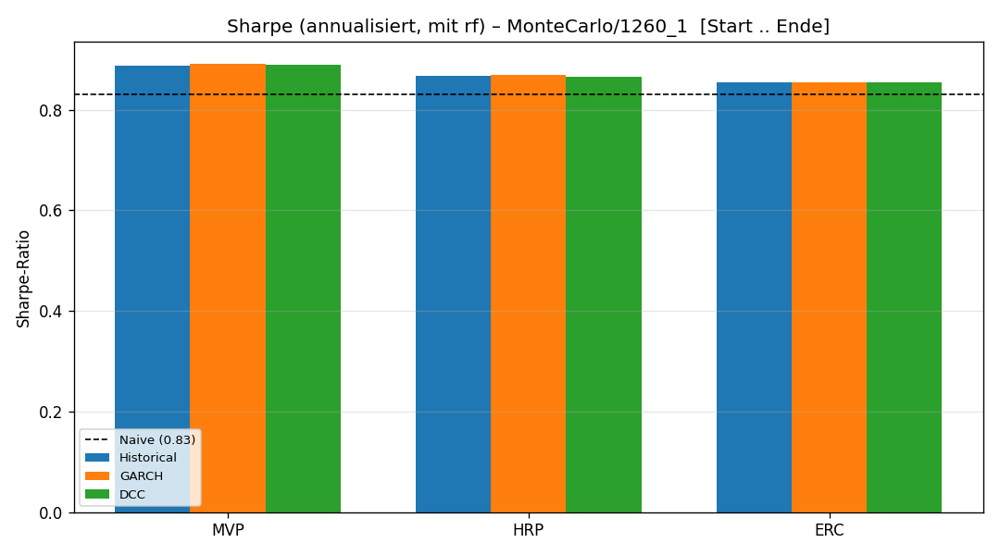 Sharpe (annualisiert, mit rf) – MonteCarlo/1260_1  [Start .. Ende]
Sharpe-Ratio
0.8
0.6
0.4
0.2
0.0
Naive (0.83)
Historical
GARCH
DCC
MVP
HRP
ERC